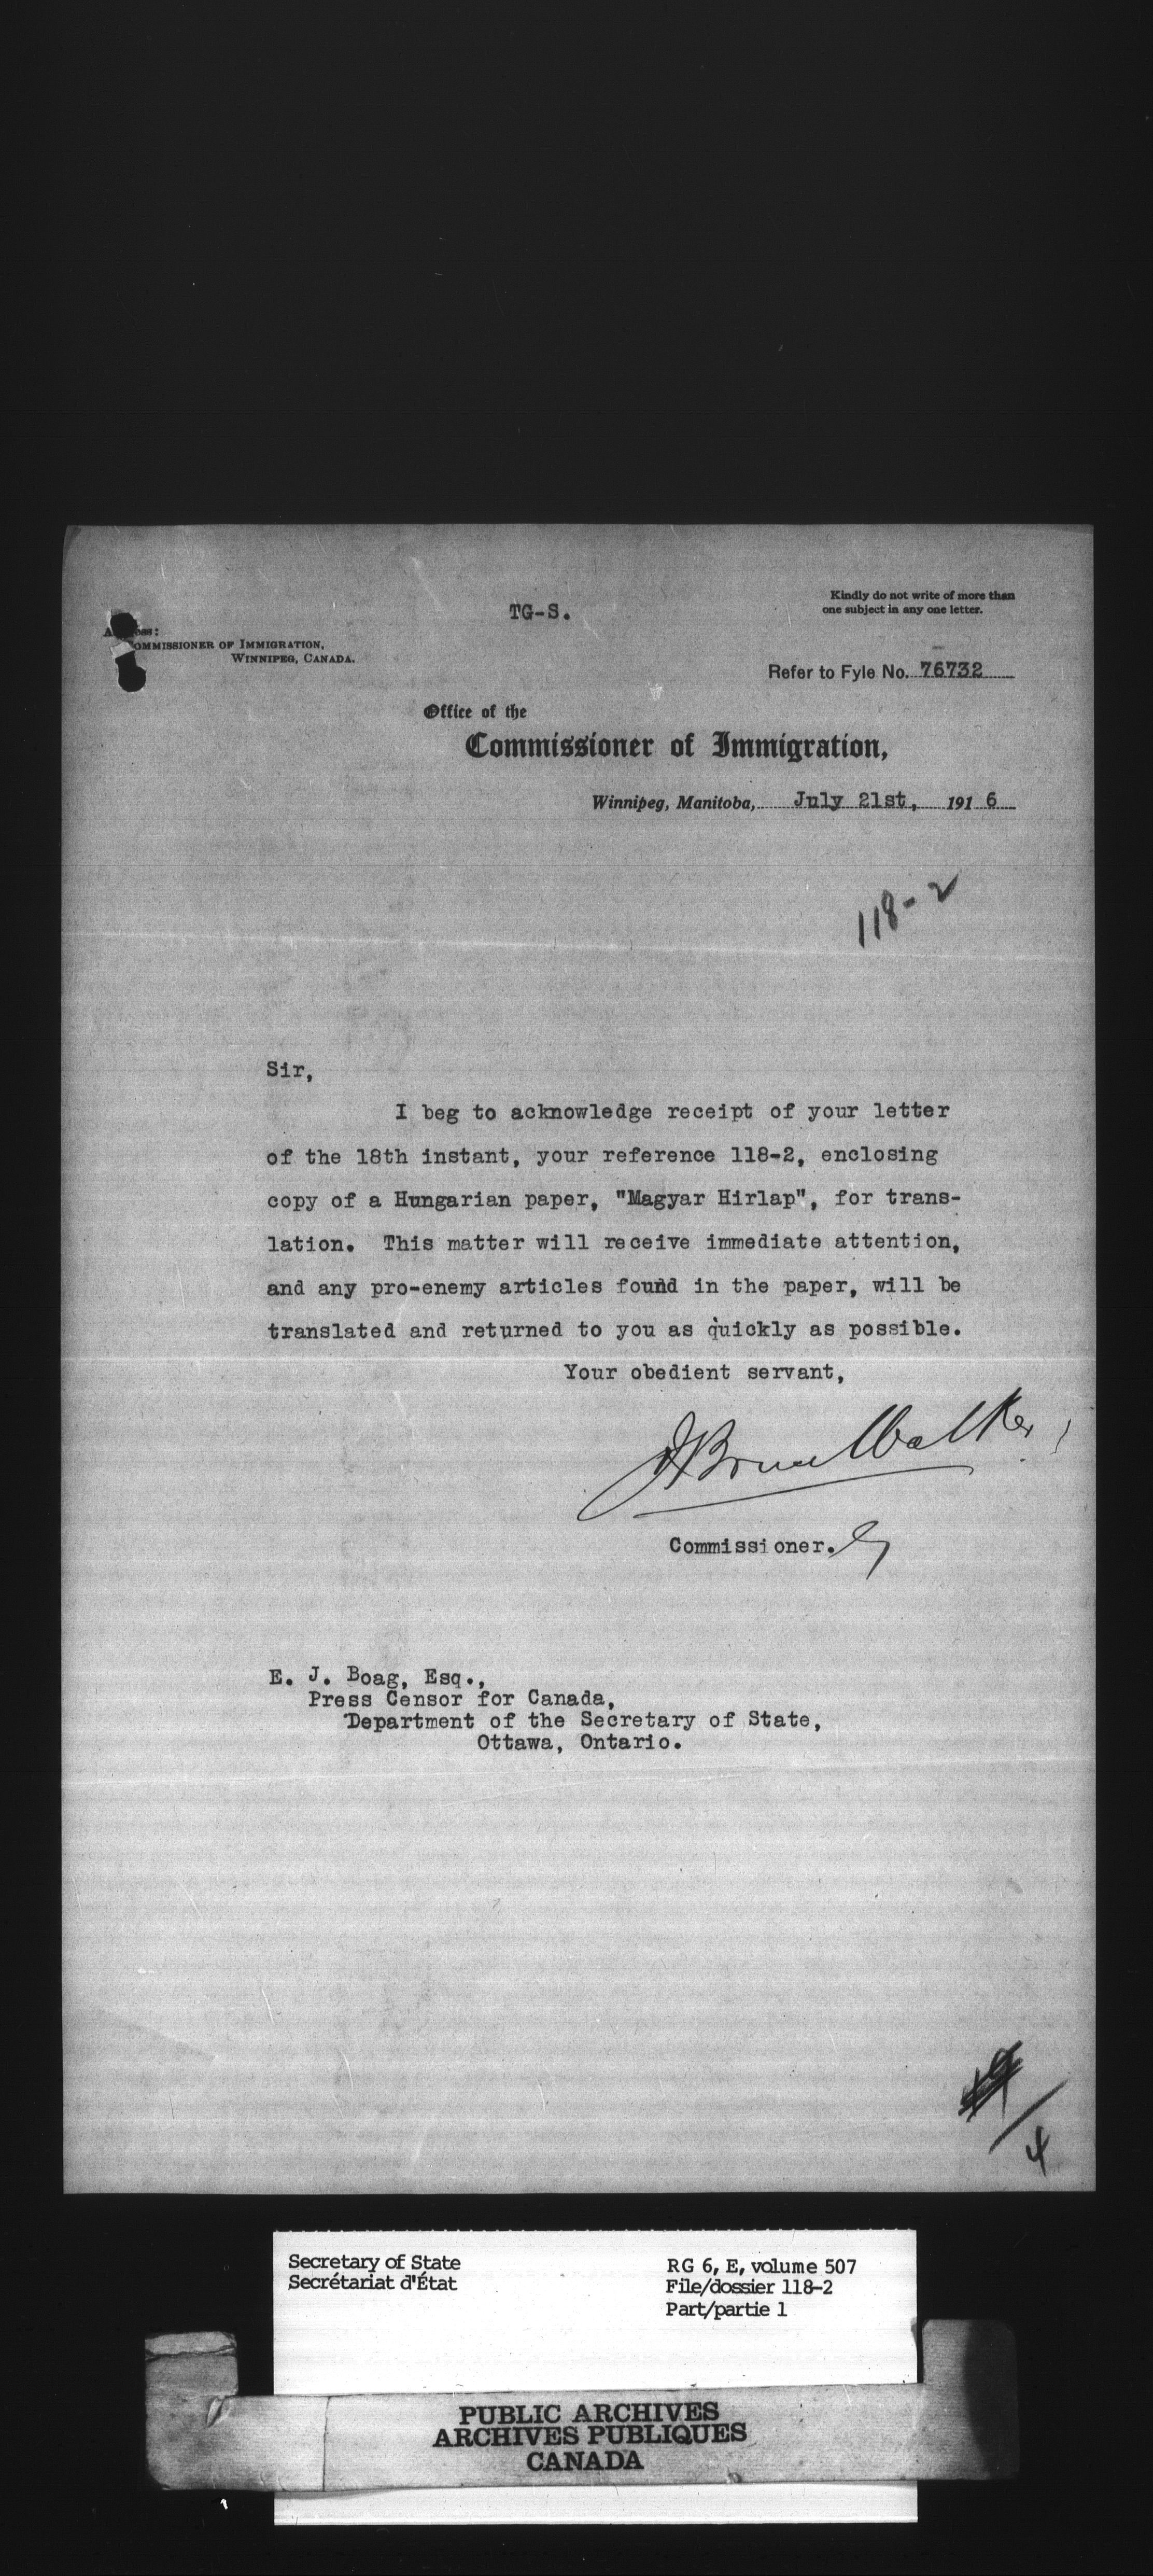 TG-S.
Kindly do not write of more than
one subject in any one letter.
Commissioner of Immigration,
Winnipeg, Canada.
Refer to Fyle No. 76732
Office of the
Commissioner of Immigration,
Winnipeg, Manitoba, July 21st, 1916
118-2
Sir,
I beg to acknowledge receipt of your letter
of the 18th instant, your reference 118-2, enclosing
copy of a Hungarian paper, "Magyar Hirlap", for trans-
lation. This matter will receive immediate attention,
and any pro-enemy articles found in the paper, will be
translated and returned to you as quickly as possible.
Your obedient servant,
J Bruce Walker
Commissioner.
E. J. Boag, Esq.,
Press Censor for Canada,
Department of the Secretary of State,
Ottawa, Ontario.
4
Secretary of State
Secrétariat d'État
RG 6, E, volume 507
File/dossier 118-2
Part/partie 1
PUBLIC ARCHIVES
ARCHIVES PUBLIQUES
CANADA